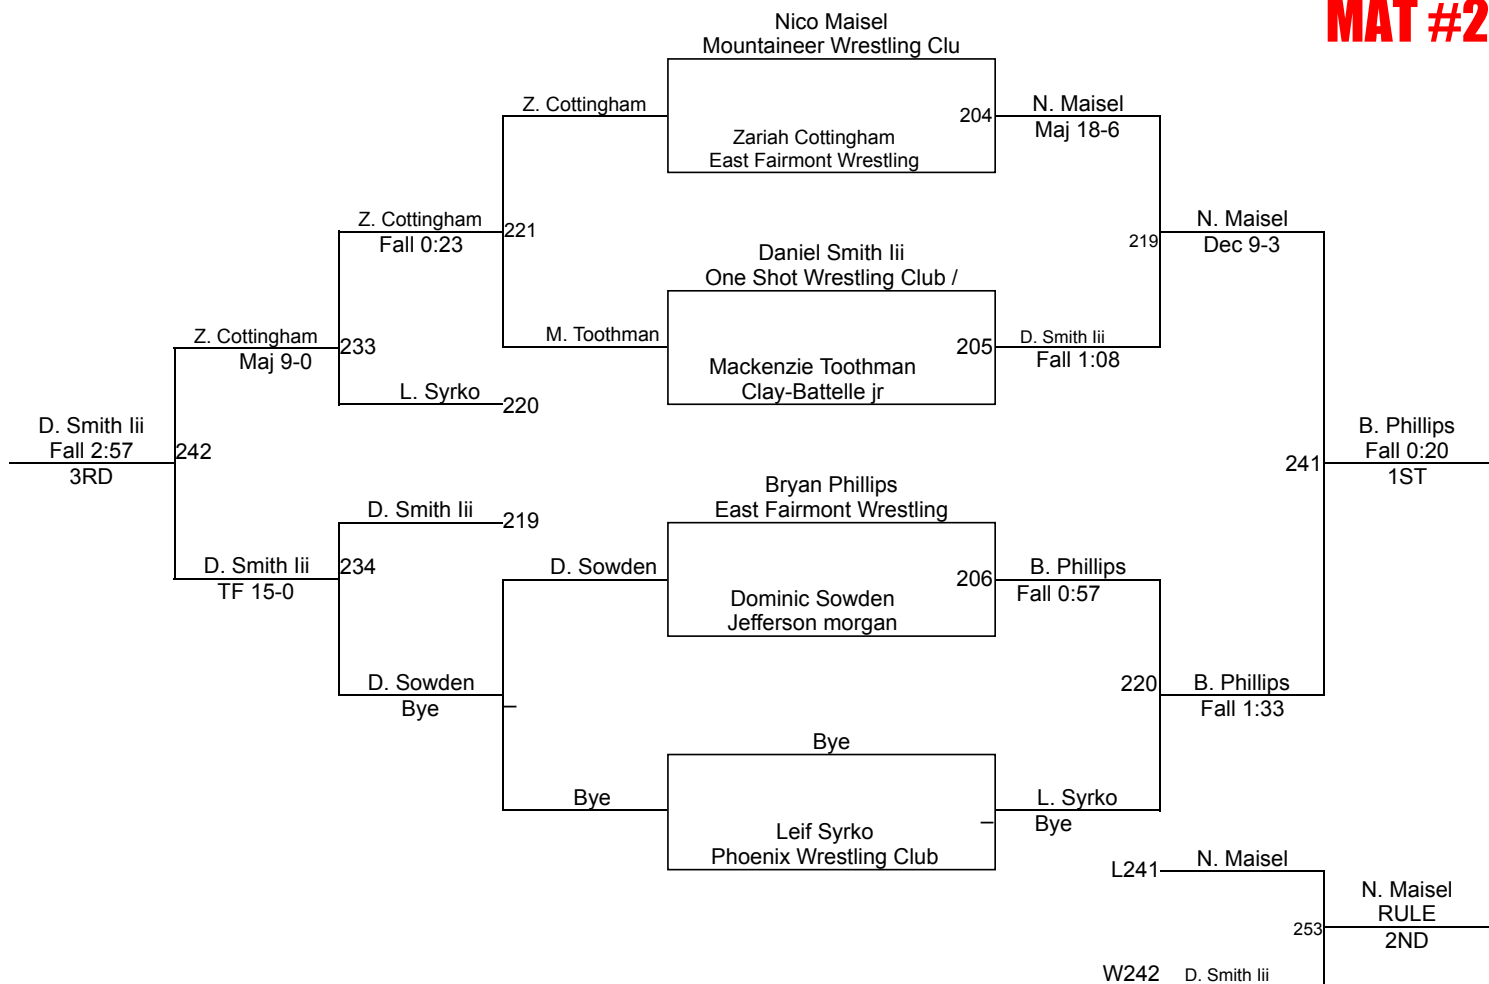 MAT #2
Nico Maisel
Mountaineer Wrestling Clu
Z. Cottingham
204
N. Maisel
Maj 18-6
Zariah Cottingham
East Fairmont Wrestling
Z. Cottingham
Fall 0:23
221
219
N. Maisel
Dec 9-3
Daniel Smith Iii
One Shot Wrestling Club /
Z. Cottingham
Maj 9-0
233
M. Toothman
205
D. Smith Iii
Fall 1:08
Mackenzie Toothman
Clay-Battelle jr
L. Syrko
220
D. Smith Iii
Fall 2:57
3RD
242
241
B. Phillips
Fall 0:20
1ST
Bryan Phillips
East Fairmont Wrestling
D. Smith Iii
219
D. Smith Iii
TF 15-0
234
D. Sowden
206
B. Phillips
Fall 0:57
Dominic Sowden
Jefferson morgan
D. Sowden
Bye
–
220
B. Phillips
Fall 1:33
Bye
Bye
–
L. Syrko
Bye
Leif Syrko
Phoenix Wrestling Club
L241
N. Maisel
253
N. Maisel
RULE
2ND
W242
D. Smith Iii